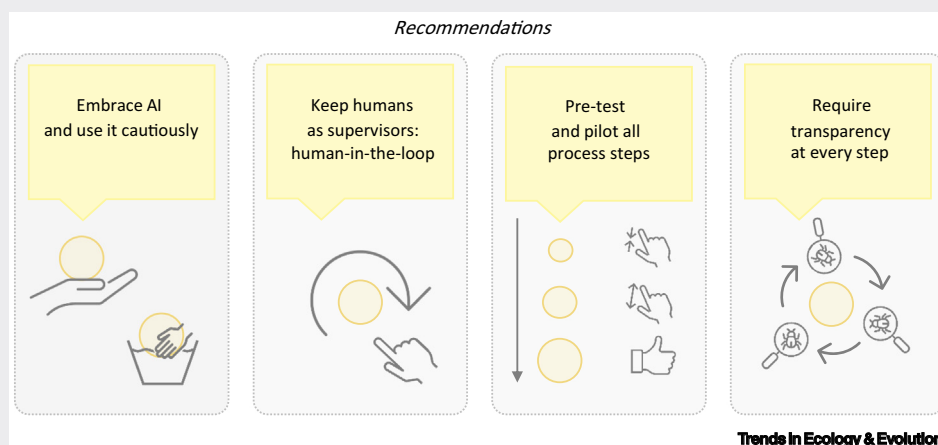 Recommendations
Embrace AI
and use it cautiously
Keep humans
as supervisors:
human-in-the-loop
Pre-test
and pilot all
process steps
Require
transparency
at every step
Trends in Ecology & Evolution